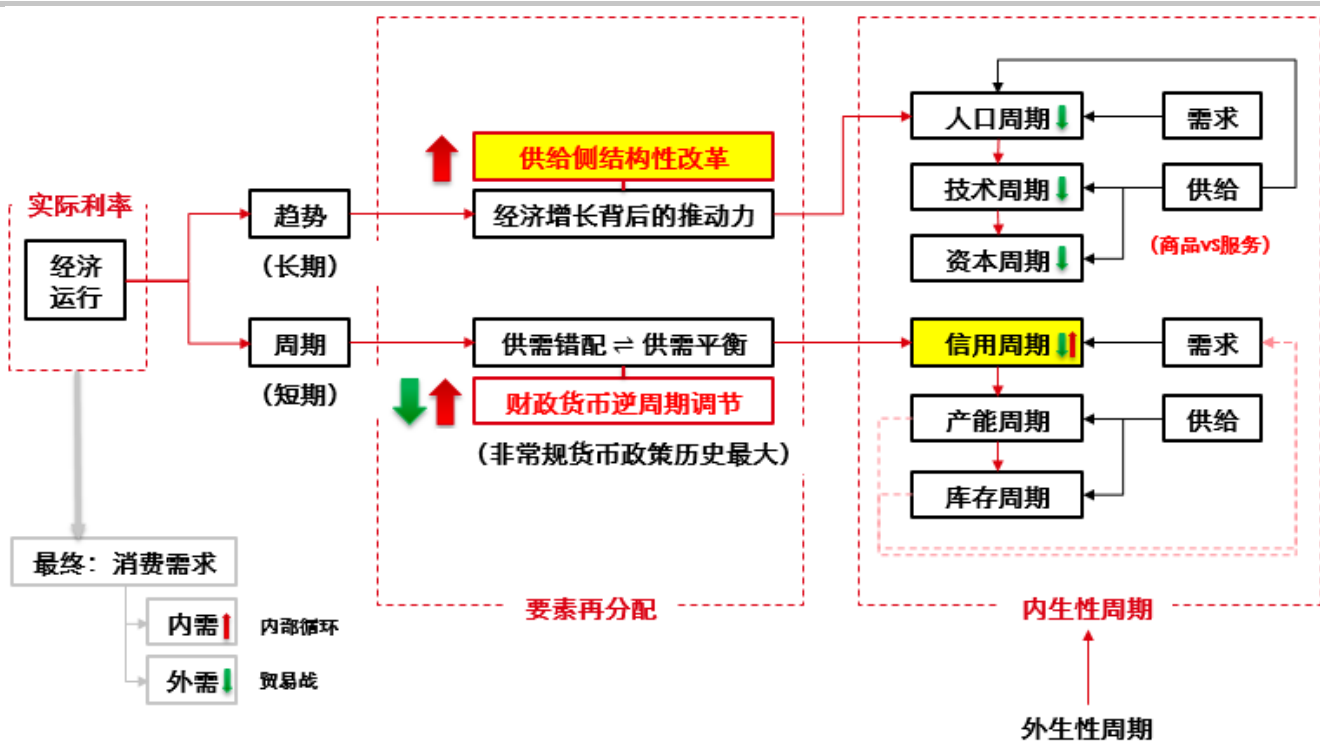 实际利率
经济
运行
趋势
(长期)
周期
(短期)
最终：消费需求
内需
内部循环
外需
贸易战
供给侧结构性改革
经济增长背后的推动力
供需错配 ⇌ 供需平衡
财政货币逆周期调节
(非常规货币政策历史最大)
要素再分配
人口周期
需求
技术周期
供给
资本周期
(商品vs服务)
信用周期
需求
产能周期
供给
库存周期
内生性周期
外生性周期